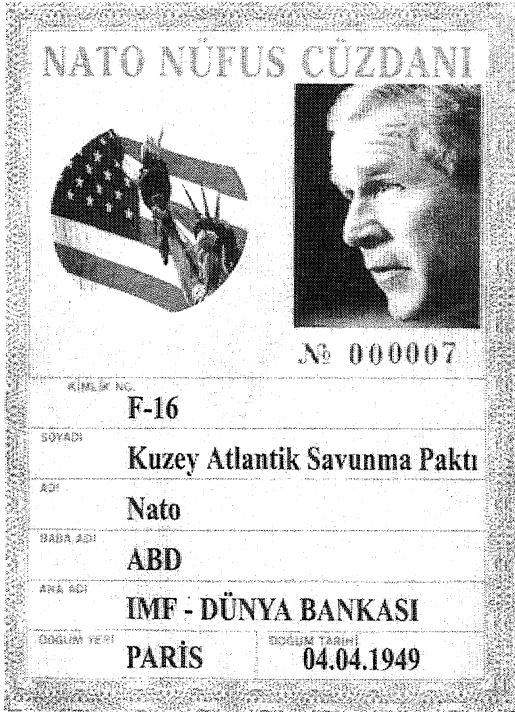 NATO NÜFUS CÜZDANI
№ 000007
KİMLİK NO.
F-16
SOYADI
Kuzey Atlantik Savunma Paktı
ADI
Nato
BABA ADI
ABD
ANA ADI
IMF - DÜNYA BANKASI
DOĞUM YERİ DOĞUM TARİHİ
PARİS 04.04.1949